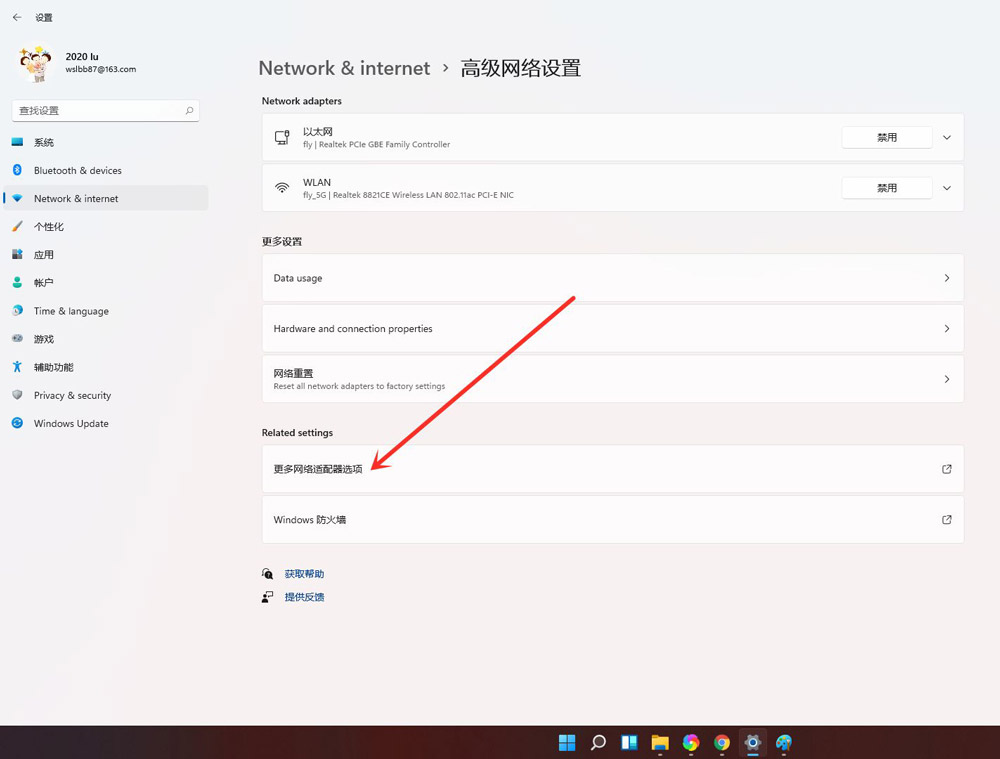 设置
2020 lu
wslbb87@163.com
查找设置
系统
Bluetooth & devices
Network & internet
个性化
应用
帐户
Time & language
游戏
辅助功能
Privacy & security
Windows Update
Network & internet › 高级网络设置
Network adapters
以太网
fly | Realtek PCIe GBE Family Controller
禁用
WLAN
fly_5G | Realtek 8821CE Wireless LAN 802.11ac PCI-E NIC
禁用
更多设置
Data usage
Hardware and connection properties
网络重置
Reset all network adapters to factory settings
Related settings
更多网络适配器选项
Windows 防火墙
获取帮助
提供反馈